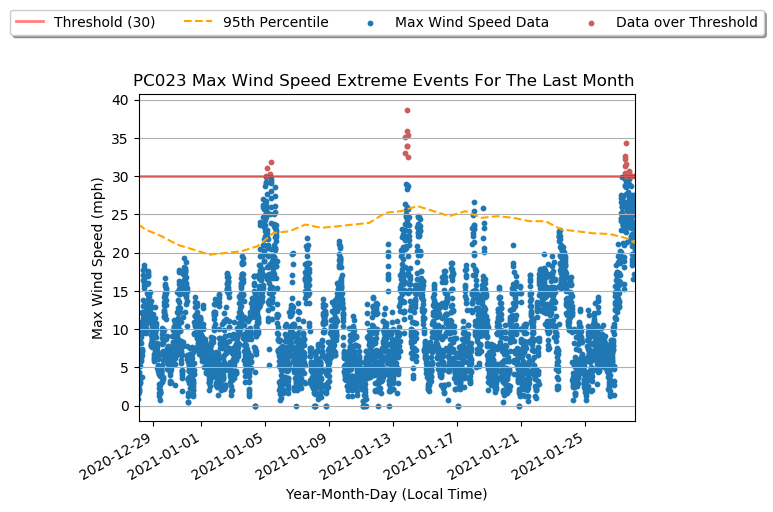 Threshold (30) 95th Percentile Max Wind Speed Data Data over Threshold
PC023 Max Wind Speed Extreme Events For The Last Month
40
35
30
25
20
15
10
5
0
Max Wind Speed (mph)
2020-12-29 2021-01-01 2021-01-05 2021-01-09 2021-01-13 2021-01-17 2021-01-21 2021-01-25
Year-Month-Day (Local Time)